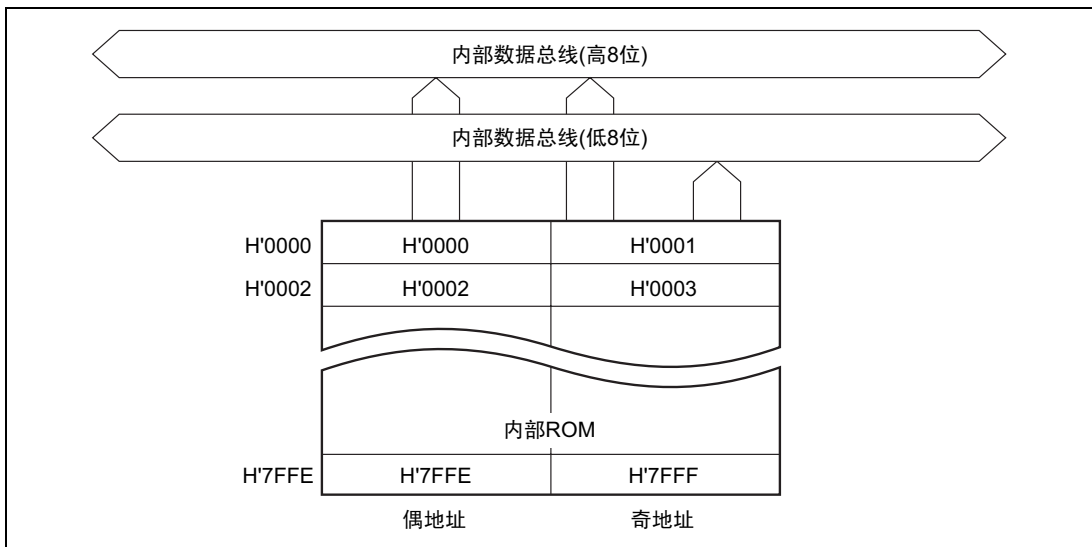 内部数据总线(高8位)
内部数据总线(低8位)
H'0000 H'0000 H'0001
H'0002 H'0002 H'0003
内部ROM
H'7FFE H'7FFE H'7FFF
偶地址 奇地址